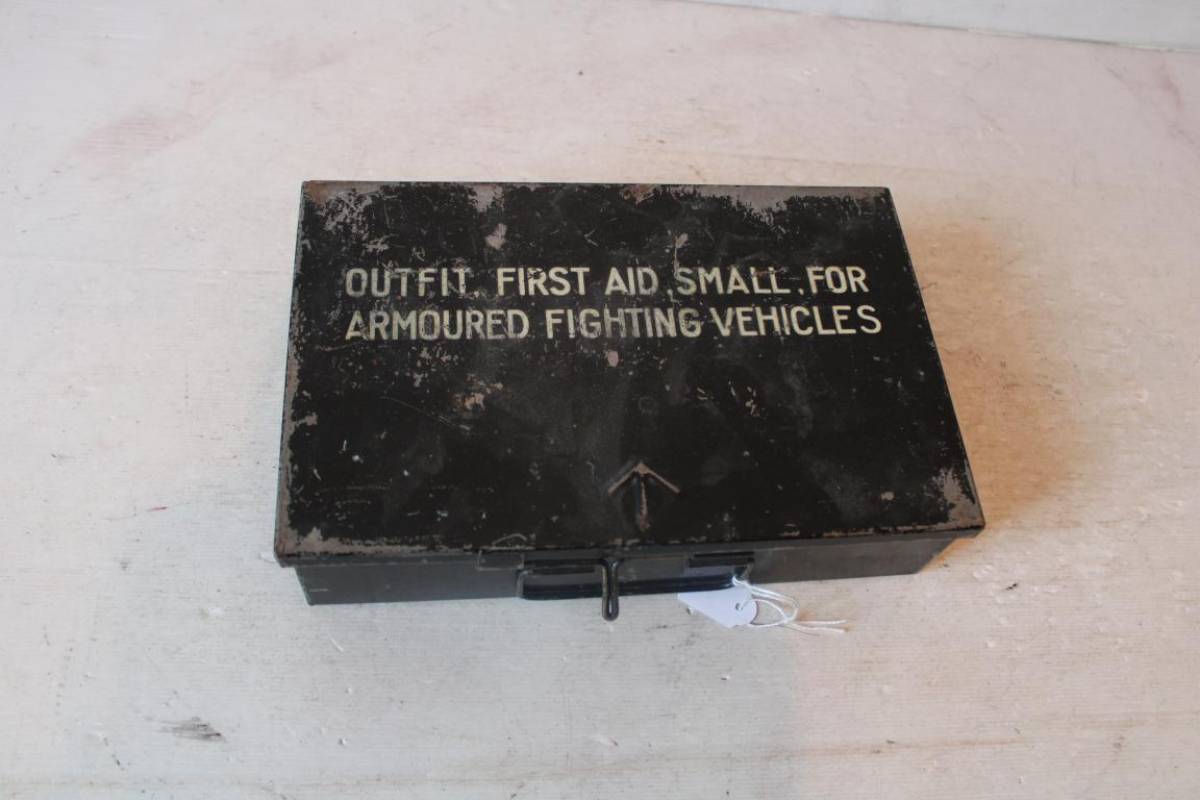 OUTFIT, FIRST AID, SMALL, FOR
ARMOURED FIGHTING VEHICLES